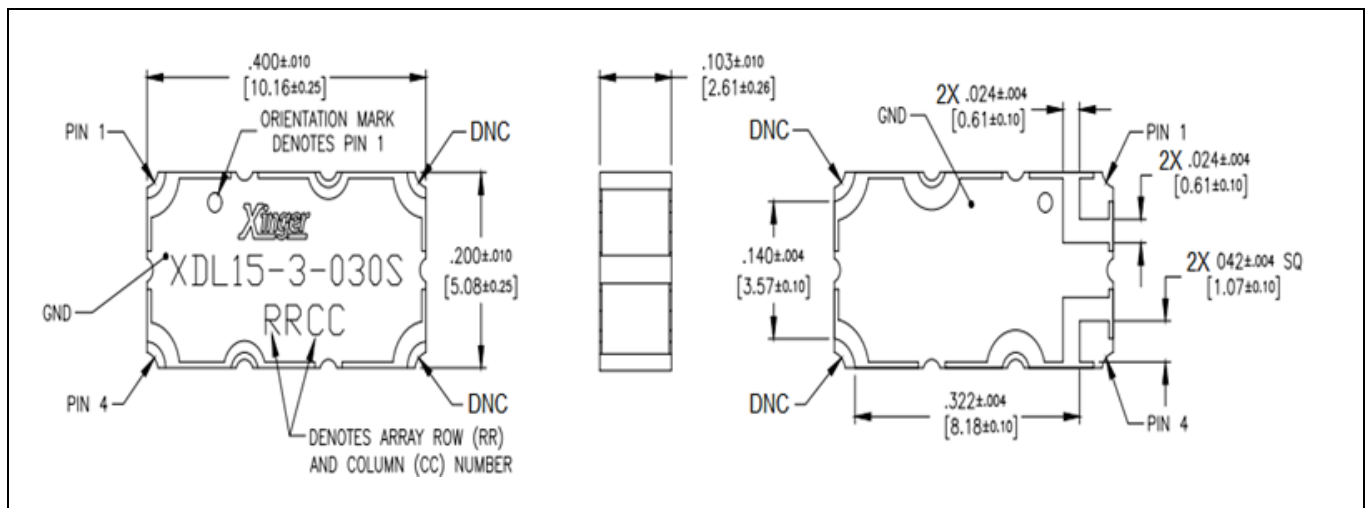 .400±.010
[10.16±0.25]
PIN 1
ORIENTATION MARK
DENOTES PIN 1
DNC
Xinger
XDL15-3-030S
RRCC
GND
PIN 4
DNC
DENOTES ARRAY ROW (RR)
AND COLUMN (CC) NUMBER
.200±.010
[5.08±0.25]
.103±.010
[2.61±0.26]
DNC
GND
2X .024±.004
[0.61±0.10]
PIN 1
2X .024±.004
[0.61±0.10]
.140±.004
[3.57±0.10]
2X 042±.004 SQ
[1.07±0.10]
DNC
.322±.004
[8.18±0.10]
PIN 4